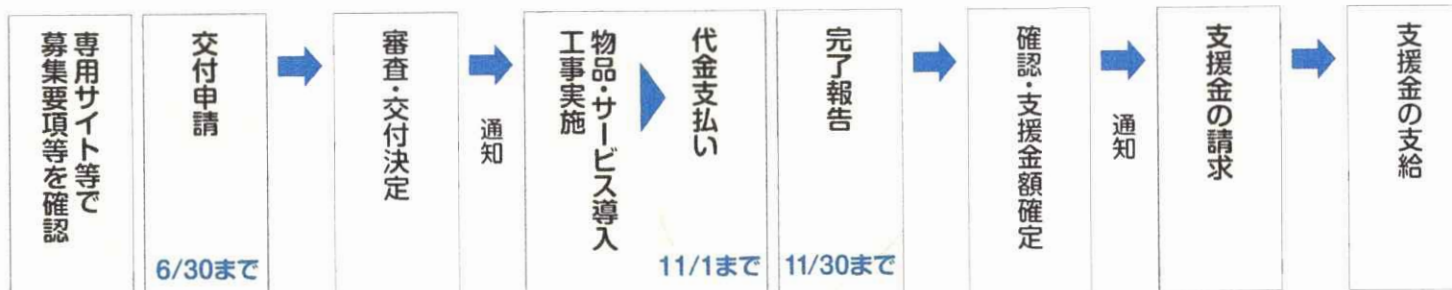 専用サイト等で
募集要項等を確認
交付申請
6/30まで
審査・交付決定
通知
物品・サービス導入
工事実施
代金支払い
11/1まで
完了報告
11/30まで
確認・支援金額確定
通知
支援金の請求
支援金の支給